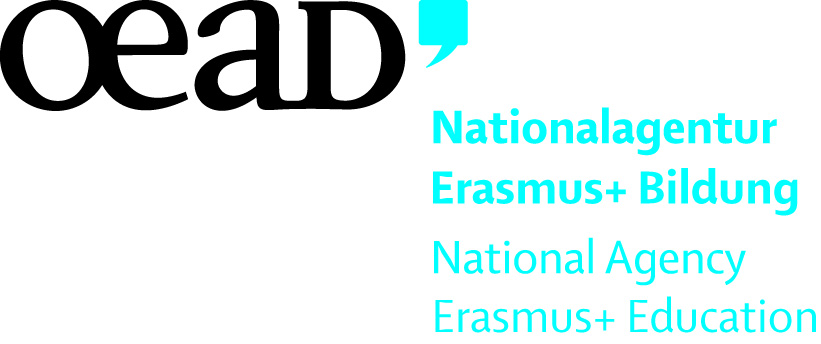 OeAD
Nationalagentur
Erasmus+ Bildung
National Agency
Erasmus+ Education